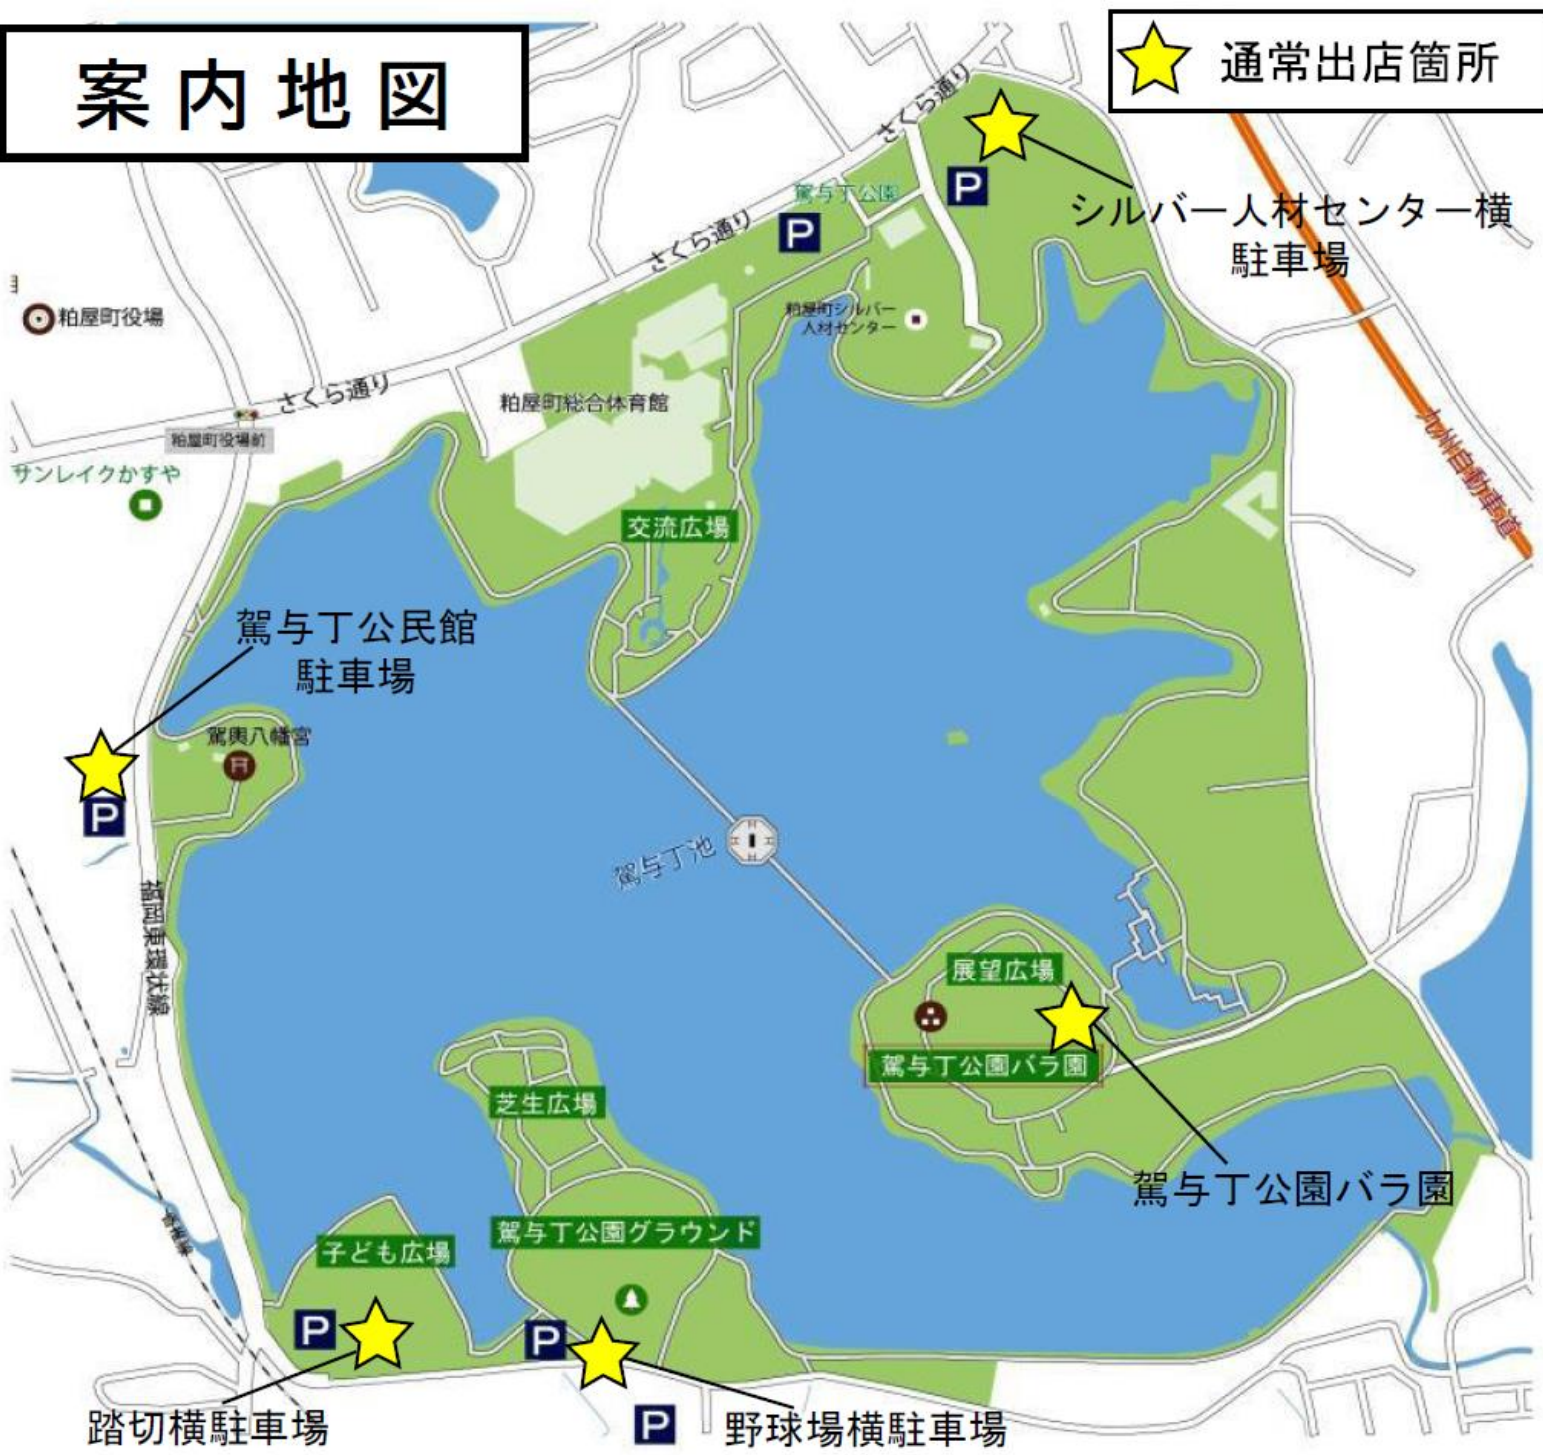 案内地図
通常出店箇所
さくら通り
駕与丁公園
P
P
シルバー人材センター横
駐車場
さくら通り
粕屋町役場
粕屋町シルバー
人材センター
さくら通り
粕屋町総合体育館
粕屋町役場前
サンレイクかすや
九州自動車道
交流広場
駕与丁公民館
駐車場
駕輿八幡宮
P
駕与丁池
福岡東環状線
展望広場
駕与丁公園バラ園
芝生広場
駕与丁公園バラ園
駕与丁公園グラウンド
子ども広場
P
P
踏切横駐車場
P
野球場横駐車場